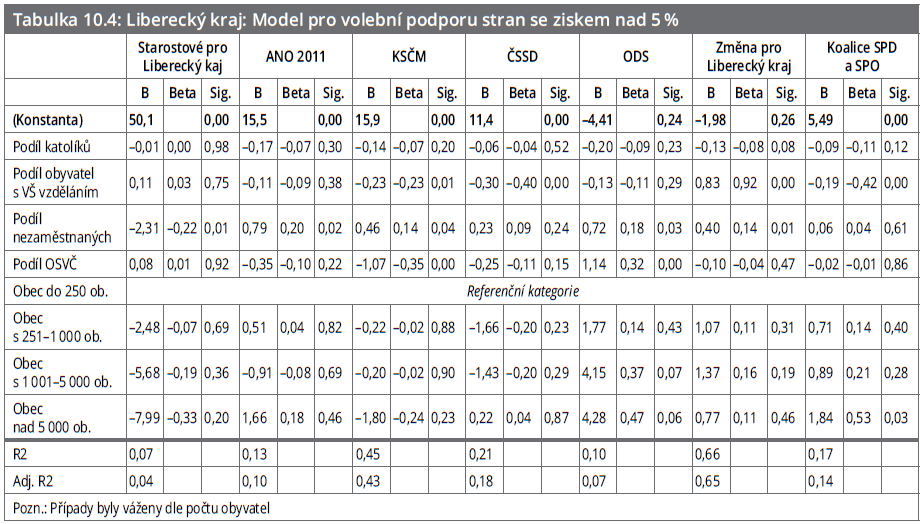 Tabulka 10.4: Liberecký kraj: Model pro volební podporu stran se ziskem nad 5 %
Starostové pro Liberecký kaj ANO 2011 KSČM ČSSD ODS Změna pro Liberecký kraj Koalice SPD a SPO
B Beta Sig. B Beta Sig. B Beta Sig. B Beta Sig. B Beta Sig. B Beta Sig. B Beta Sig.
(Konstanta) 50,1 0,00 15,5 0,00 15,9 0,00 11,4 0,00 −4,41 0,24 −1,98 0,26 5,49 0,00
Podíl katolíků −0,01 0,00 0,98 −0,17 −0,07 0,30 −0,14 −0,07 0,20 −0,06 −0,04 0,52 −0,20 −0,09 0,23 −0,13 −0,08 0,08 −0,09 −0,11 0,12
Podíl obyvatel s VŠ vzděláním 0,11 0,03 0,75 −0,11 −0,09 0,38 −0,23 −0,23 0,01 −0,30 −0,40 0,00 −0,13 −0,11 0,29 0,83 0,92 0,00 −0,19 −0,42 0,00
Podíl nezaměstnaných −2,31 −0,22 0,01 0,79 0,20 0,02 0,46 0,14 0,04 0,23 0,09 0,24 0,72 0,18 0,03 0,40 0,14 0,01 0,06 0,04 0,61
Podíl OSVČ 0,08 0,01 0,92 −0,35 −0,10 0,22 −1,07 −0,35 0,00 −0,25 −0,11 0,15 1,14 0,32 0,00 −0,10 −0,04 0,47 −0,02 −0,01 0,86
Obec do 250 ob. Referenční kategorie
Obec s 251–1 000 ob. −2,48 −0,07 0,69 0,51 0,04 0,82 −0,22 −0,02 0,88 −1,66 −0,20 0,23 1,77 0,14 0,43 1,07 0,11 0,31 0,71 0,14 0,40
Obec s 1 001–5 000 ob. −5,68 −0,19 0,36 −0,91 −0,08 0,69 −0,20 −0,02 0,90 −1,43 −0,20 0,29 4,15 0,37 0,07 1,37 0,16 0,19 0,89 0,21 0,28
Obec nad 5 000 ob. −7,99 −0,33 0,20 1,66 0,18 0,46 −1,80 −0,24 0,23 0,22 0,04 0,87 4,28 0,47 0,06 0,77 0,11 0,46 1,84 0,53 0,03
R2 0,07 0,13 0,45 0,21 0,10 0,66 0,17
Adj. R2 0,04 0,10 0,43 0,18 0,07 0,65 0,14
Pozn.: Případy byly váženy dle počtu obyvatel